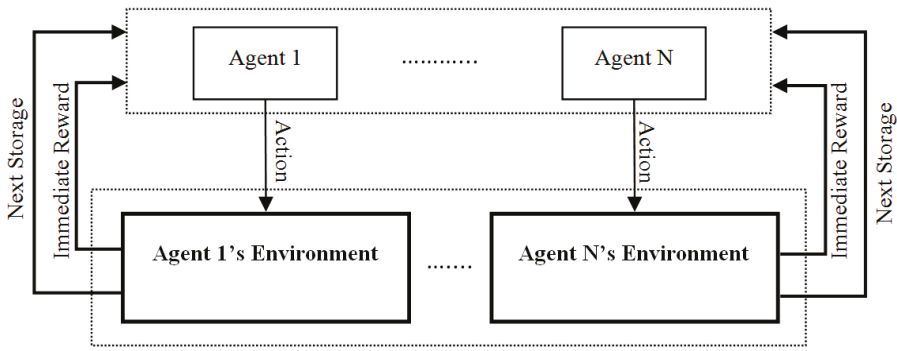 Agent 1
............
Agent N
Next Storage
Immediate Reward
Action
Action
Immediate Reward
Next Storage
Agent 1's Environment
.......
Agent N's Environment